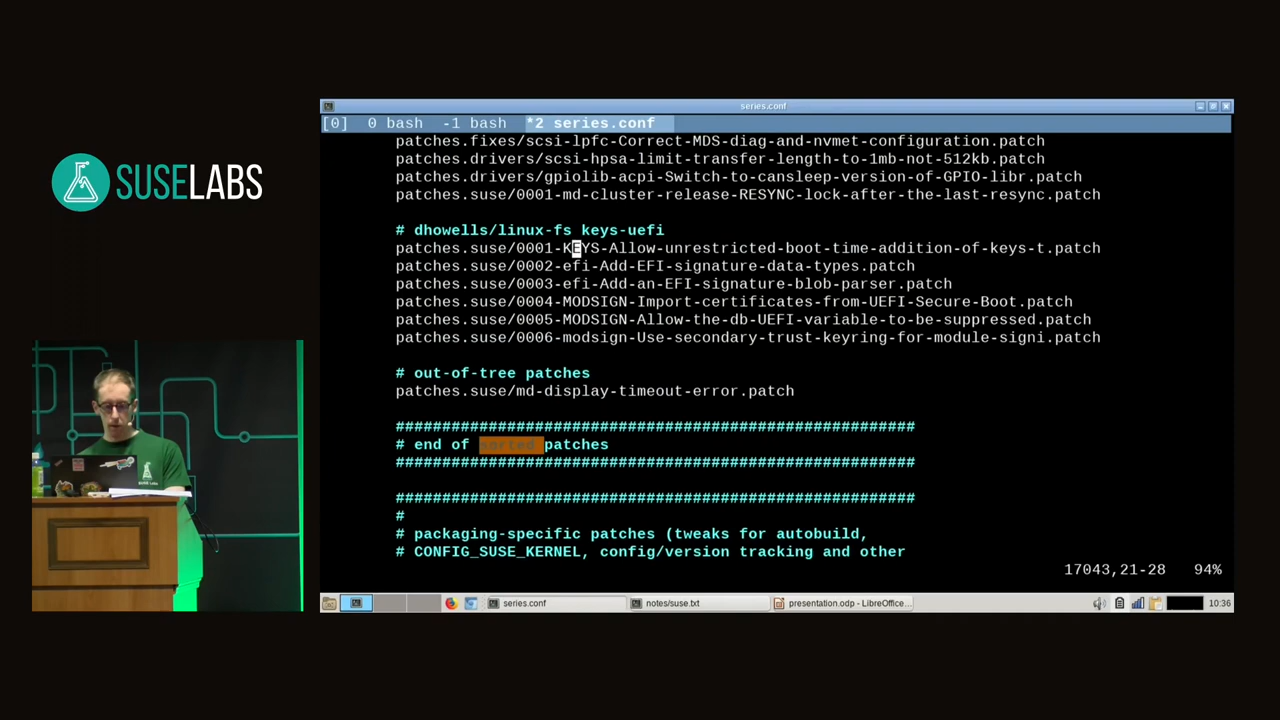 SUSELABS
series.conf
[0] 0 bash -1 bash *2 series.conf
patches.fixes/scsi-lpfc-Correct-MDS-diag-and-nvmet-configuration.patch
patches.drivers/scsi-hpsa-limit-transfer-length-to-1mb-not-512kb.patch
patches.drivers/gpiolib-acpi-Switch-to-cansleep-version-of-GPIO-libr.patch
patches.suse/0001-md-cluster-release-RESYNC-lock-after-the-last-resync.patch
# dhowells/linux-fs keys-uefi
patches.suse/0001-KEYS-Allow-unrestricted-boot-time-addition-of-keys-t.patch
patches.suse/0002-efi-Add-EFI-signature-data-types.patch
patches.suse/0003-efi-Add-an-EFI-signature-blob-parser.patch
patches.suse/0004-MODSIGN-Import-certificates-from-UEFI-Secure-Boot.patch
patches.suse/0005-MODSIGN-Allow-the-db-UEFI-variable-to-be-suppressed.patch
patches.suse/0006-modsign-Use-secondary-trust-keyring-for-module-signi.patch
# out-of-tree patches
patches.suse/md-display-timeout-error.patch
########################################################
# end of sorted patches
########################################################
########################################################
#
# packaging-specific patches (tweaks for autobuild,
# CONFIG_SUSE_KERNEL, config/version tracking and other
17043,21-28 94%
series.conf
notes/suse.txt
presentation.odp - LibreOffice...
10:36
SUSE Labs